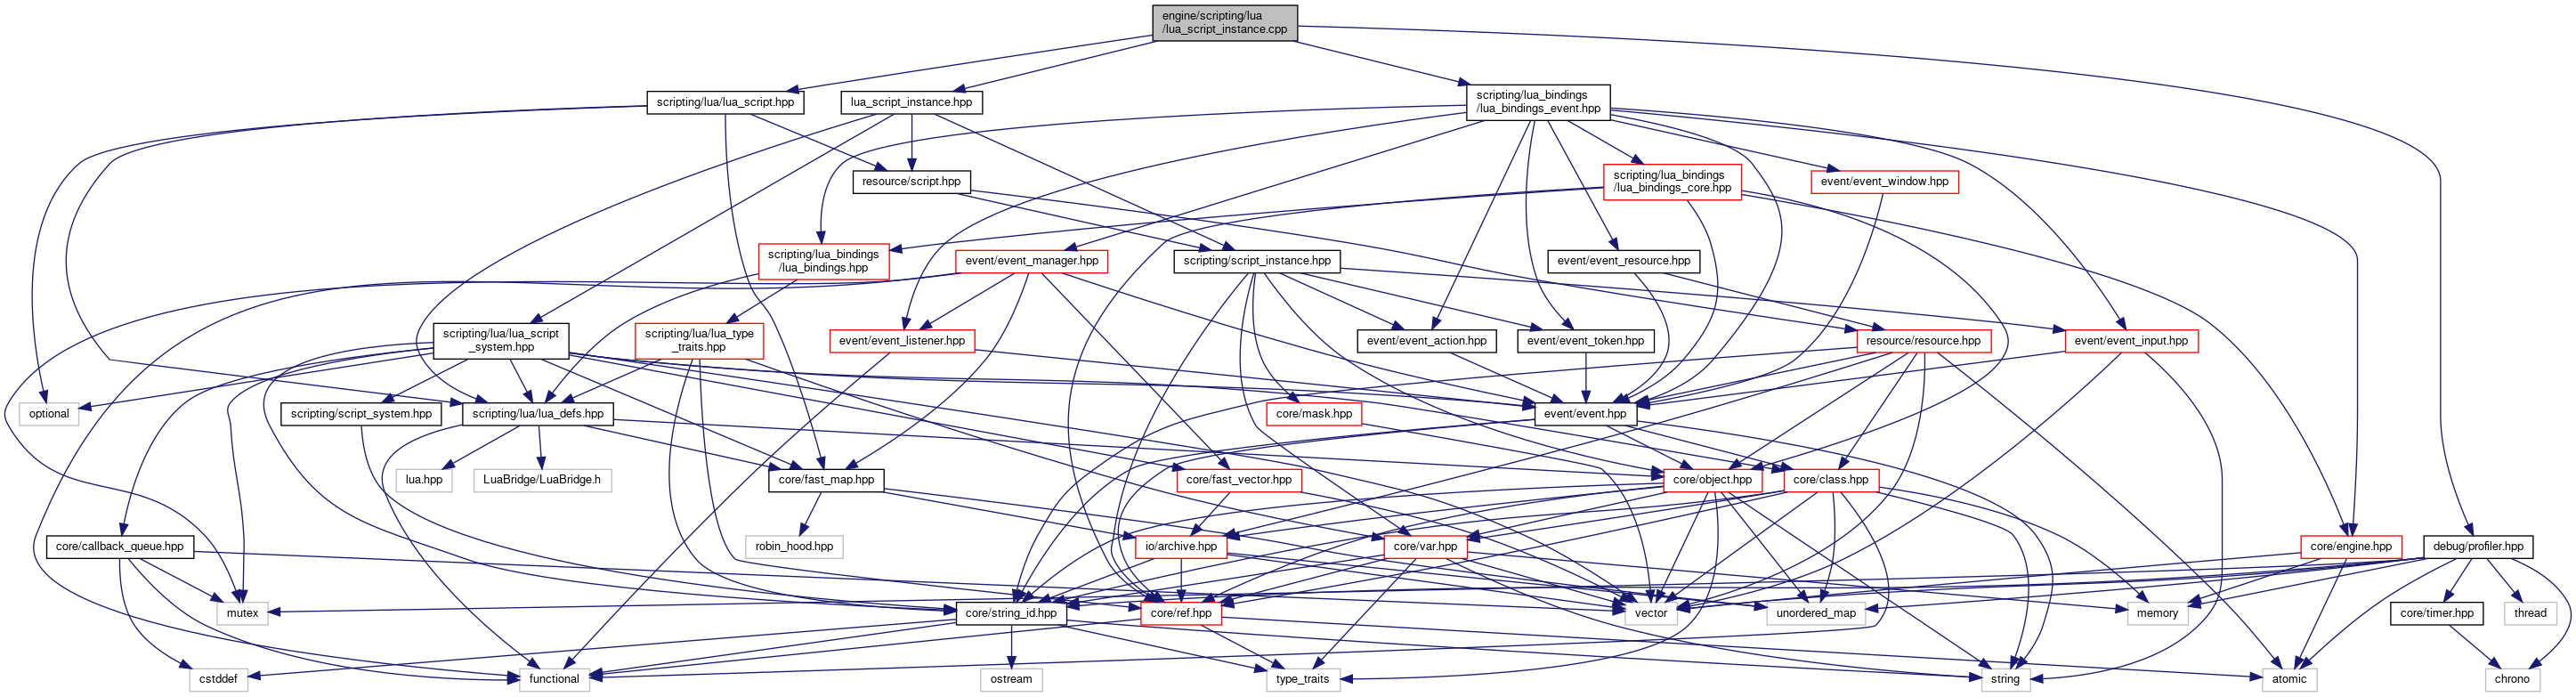 engine/scripting/lua
/lua_script_instance.cpp
scripting/lua/lua_script.hpp
lua_script_instance.hpp
scripting/lua_bindings
/lua_bindings_event.hpp
resource/script.hpp
scripting/lua_bindings
/lua_bindings_core.hpp
event/event_window.hpp
scripting/lua_bindings
/lua_bindings.hpp
event/event_manager.hpp
scripting/script_instance.hpp
event/event_resource.hpp
scripting/lua/lua_script
_system.hpp
scripting/lua/lua_type
_traits.hpp
event/event_listener.hpp
event/event_action.hpp
event/event_token.hpp
resource/resource.hpp
event/event_input.hpp
optional
scripting/script_system.hpp
scripting/lua/lua_defs.hpp
core/mask.hpp
event/event.hpp
lua.hpp
LuaBridge/LuaBridge.h
core/fast_map.hpp
core/fast_vector.hpp
core/object.hpp
core/class.hpp
core/callback_queue.hpp
robin_hood.hpp
io/archive.hpp
core/var.hpp
core/engine.hpp
debug/profiler.hpp
mutex
core/string_id.hpp
core/ref.hpp
vector
unordered_map
memory
core/timer.hpp
thread
cstddef
functional
ostream
type_traits
string
atomic
chrono